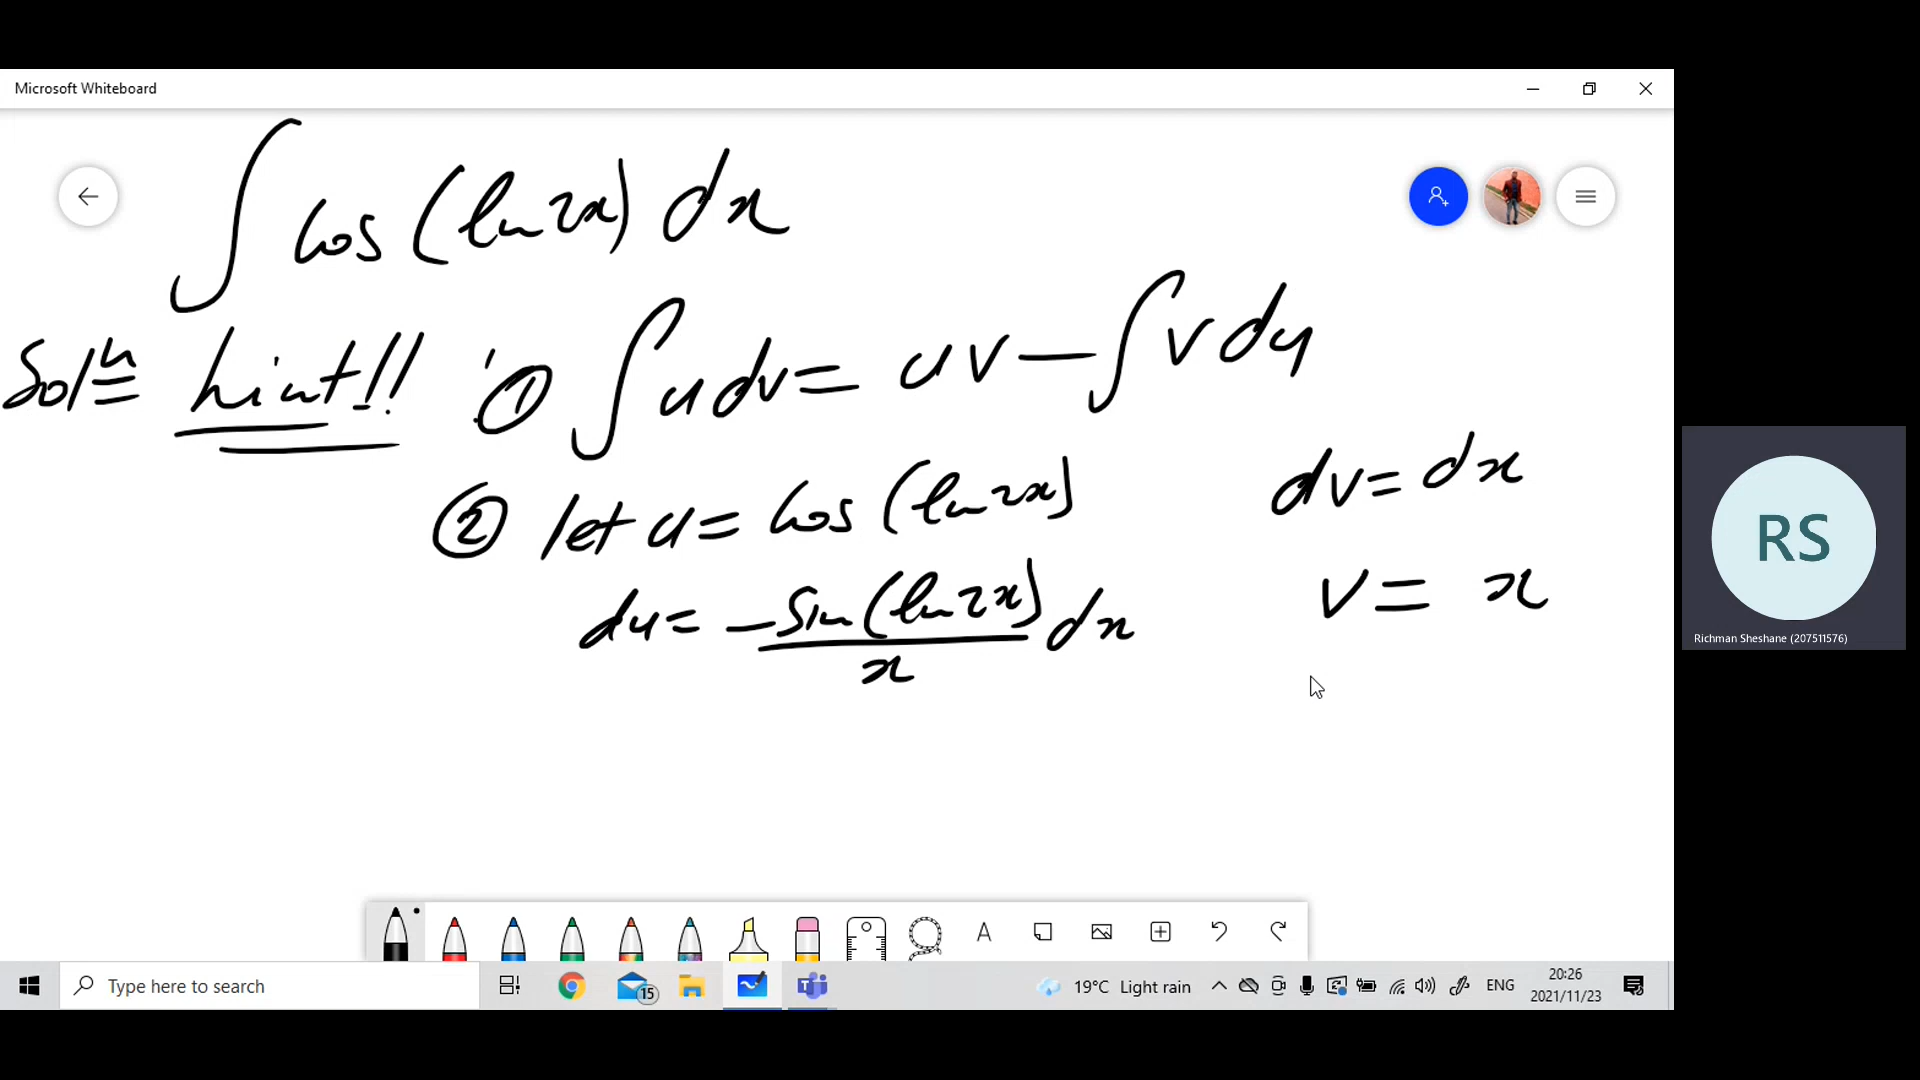 Microsoft Whiteboard
∫ cos (ln 2x) dx
Solⁿ hint!! ① ∫ u dv = uv − ∫ v du
② let u = cos (ln 2x) dv = dx
du = −sin (ln 2x)/x dx v = x
RS
Richman Sheshane (207511576)
A
Type here to search
15
19°C Light rain
ENG
20:26
2021/11/23